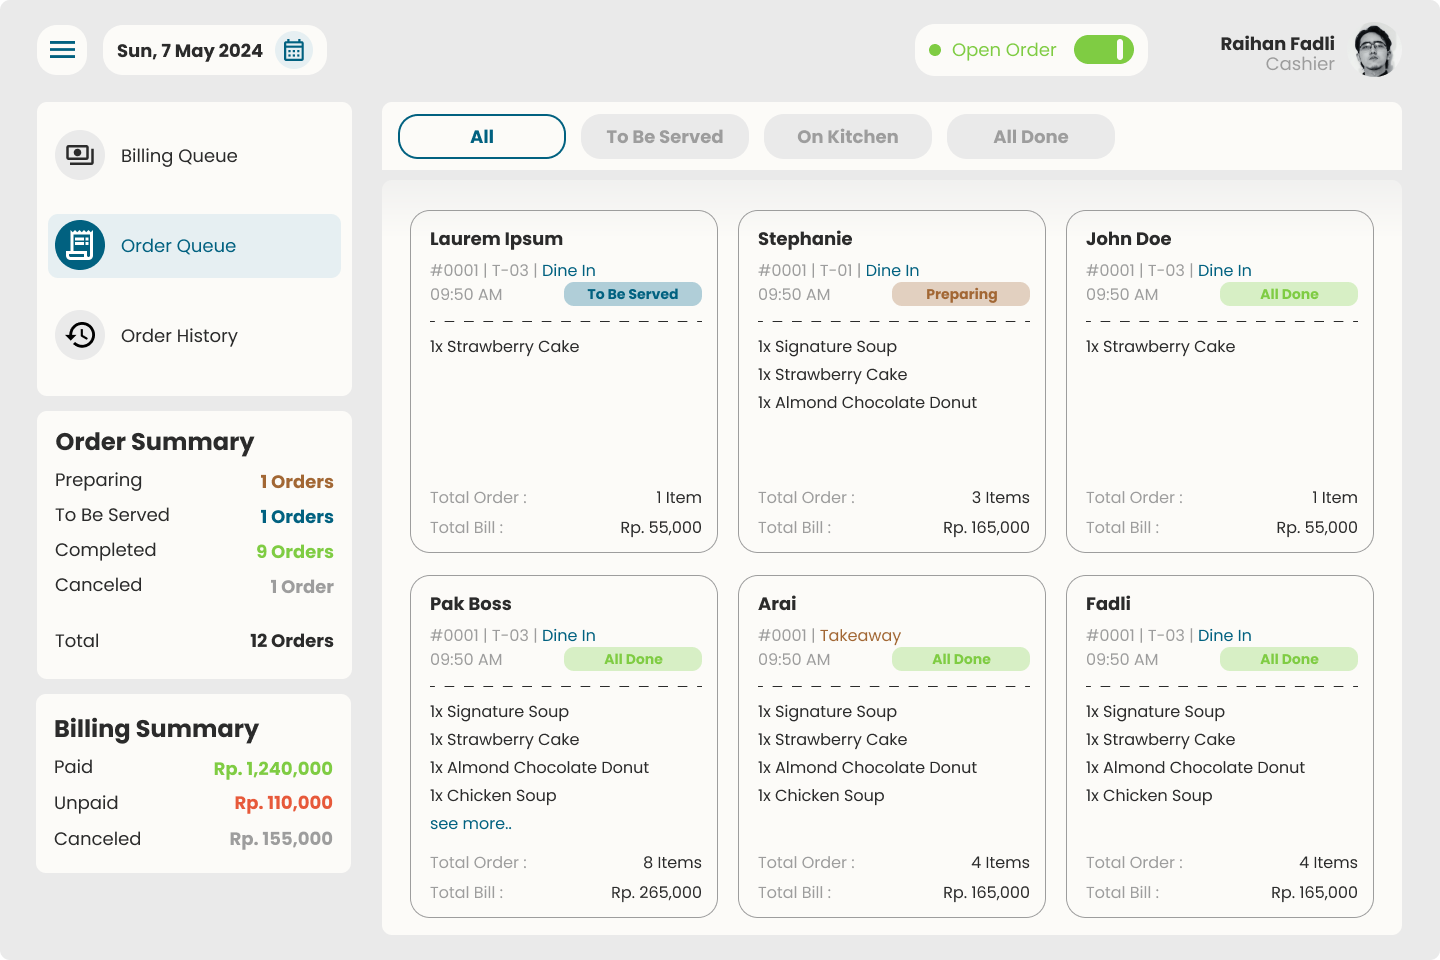 Sun, 7 May 2024
Open Order
Raihan Fadli
Cashier
Billing Queue
Order Queue
Order History
Order Summary
Preparing 1 Orders
To Be Served 1 Orders
Completed 9 Orders
Canceled 1 Order
Total 12 Orders
Billing Summary
Paid Rp. 1,240,000
Unpaid Rp. 110,000
Canceled Rp. 155,000
All To Be Served On Kitchen All Done
Laurem Ipsum
#0001 | T-03 | Dine In
09:50 AM To Be Served
1x Strawberry Cake
Total Order : 1 Item
Total Bill : Rp. 55,000
Stephanie
#0001 | T-01 | Dine In
09:50 AM Preparing
1x Signature Soup
1x Strawberry Cake
1x Almond Chocolate Donut
Total Order : 3 Items
Total Bill : Rp. 165,000
John Doe
#0001 | T-03 | Dine In
09:50 AM All Done
1x Strawberry Cake
Total Order : 1 Item
Total Bill : Rp. 55,000
Pak Boss
#0001 | T-03 | Dine In
09:50 AM All Done
1x Signature Soup
1x Strawberry Cake
1x Almond Chocolate Donut
1x Chicken Soup
see more..
Total Order : 8 Items
Total Bill : Rp. 265,000
Arai
#0001 | Takeaway
09:50 AM All Done
1x Signature Soup
1x Strawberry Cake
1x Almond Chocolate Donut
1x Chicken Soup
Total Order : 4 Items
Total Bill : Rp. 165,000
Fadli
#0001 | T-03 | Dine In
09:50 AM All Done
1x Signature Soup
1x Strawberry Cake
1x Almond Chocolate Donut
1x Chicken Soup
Total Order : 4 Items
Total Bill : Rp. 165,000